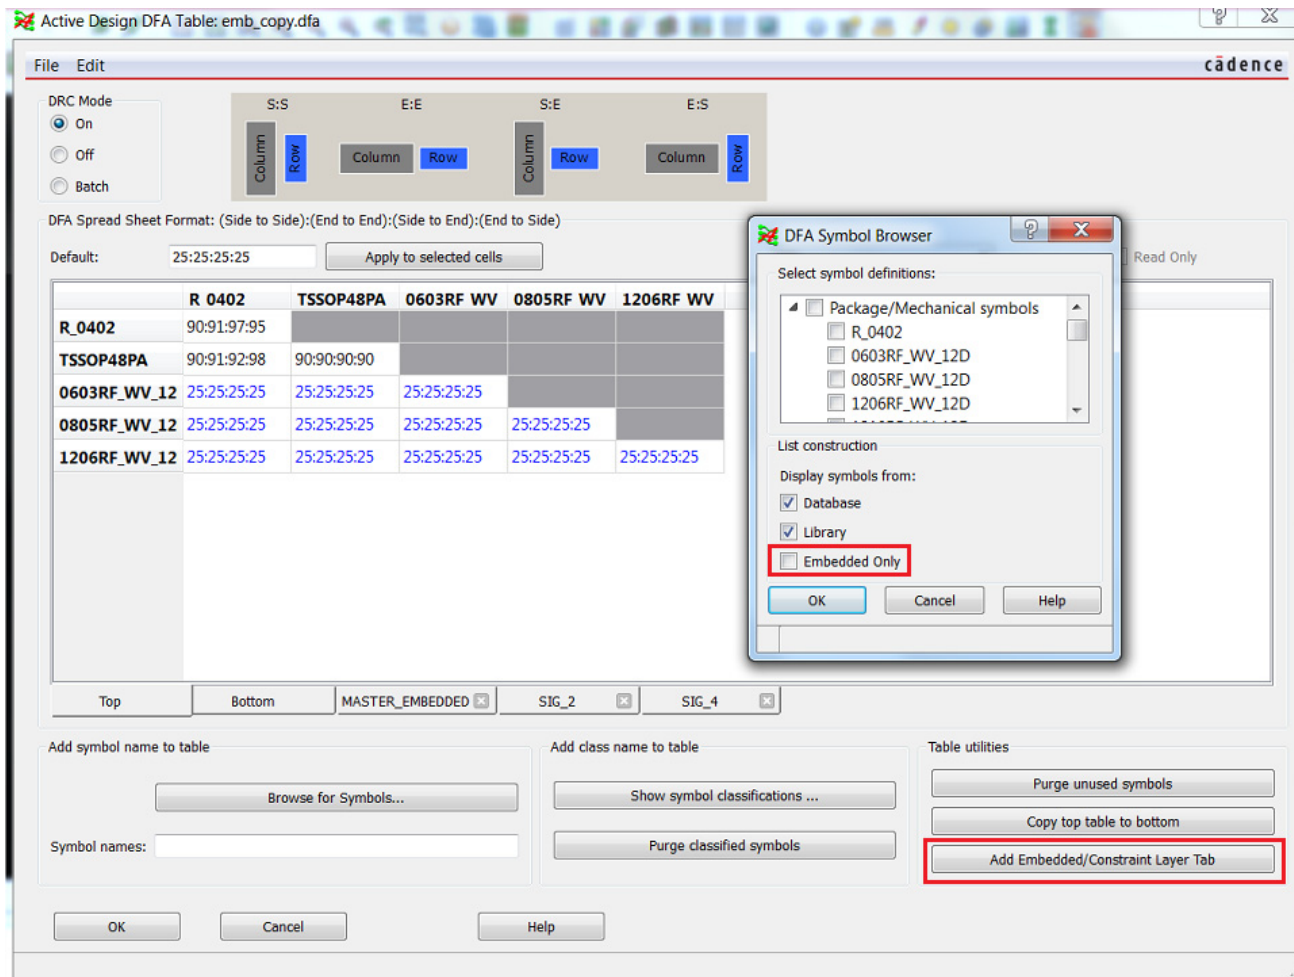 Active Design DFA Table: emb_copy.dfa
File Edit
cādence
DRC Mode
On
Off
Batch
S:S E:E S:E E:S
Column Row Column Row Column Row Column Row
DFA Spread Sheet Format: (Side to Side):(End to End):(Side to End):(End to Side)
Default: 25:25:25:25 Apply to selected cells Read Only
R 0402 TSSOP48PA 0603RF WV 0805RF WV 1206RF WV
R_0402 90:91:97:95
TSSOP48PA 90:91:92:98 90:90:90:90
0603RF_WV_12 25:25:25:25 25:25:25:25 25:25:25:25
0805RF_WV_12 25:25:25:25 25:25:25:25 25:25:25:25 25:25:25:25
1206RF_WV_12 25:25:25:25 25:25:25:25 25:25:25:25 25:25:25:25 25:25:25:25
DFA Symbol Browser
Select symbol definitions:
Package/Mechanical symbols
R_0402
0603RF_WV_12D
0805RF_WV_12D
1206RF_WV_12D
List construction
Display symbols from:
Database
Library
Embedded Only
OK Cancel Help
Top Bottom MASTER_EMBEDDED SIG_2 SIG_4
Add symbol name to table
Browse for Symbols...
Symbol names:
Add class name to table
Show symbol classifications ...
Purge classified symbols
Table utilities
Purge unused symbols
Copy top table to bottom
Add Embedded/Constraint Layer Tab
OK Cancel Help